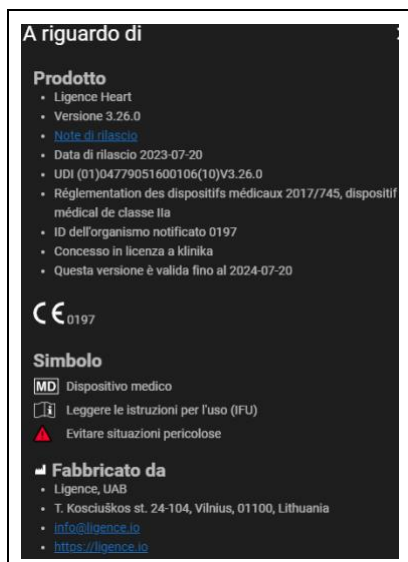 A riguardo di
Prodotto
Ligence Heart
Versione 3.26.0
Note di rilascio
Data di rilascio 2023-07-20
UDI (01)04779051600106(10)V3.26.0
Réglementation des dispositifs médicaux 2017/745, dispositif
médical de classe IIa
ID dell'organismo notificato 0197
Concesso in licenza a klinika
Questa versione è valida fino al 2024-07-20
CE 0197
Simbolo
MD Dispositivo medico
Leggere le istruzioni per l'uso (IFU)
Evitare situazioni pericolose
Fabbricato da
Ligence, UAB
T. Kosciuškos st. 24-104, Vilnius, 01100, Lithuania
info@ligence.io
https://ligence.io